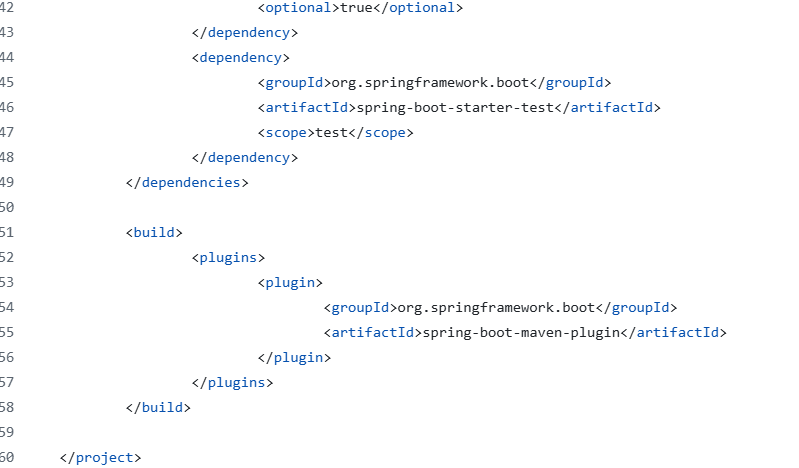 42 <optional>true</optional>
43 </dependency>
44 <dependency>
45 <groupId>org.springframework.boot</groupId>
46 <artifactId>spring-boot-starter-test</artifactId>
47 <scope>test</scope>
48 </dependency>
49 </dependencies>
50
51 <build>
52 <plugins>
53 <plugin>
54 <groupId>org.springframework.boot</groupId>
55 <artifactId>spring-boot-maven-plugin</artifactId>
56 </plugin>
57 </plugins>
58 </build>
59
60 </project>